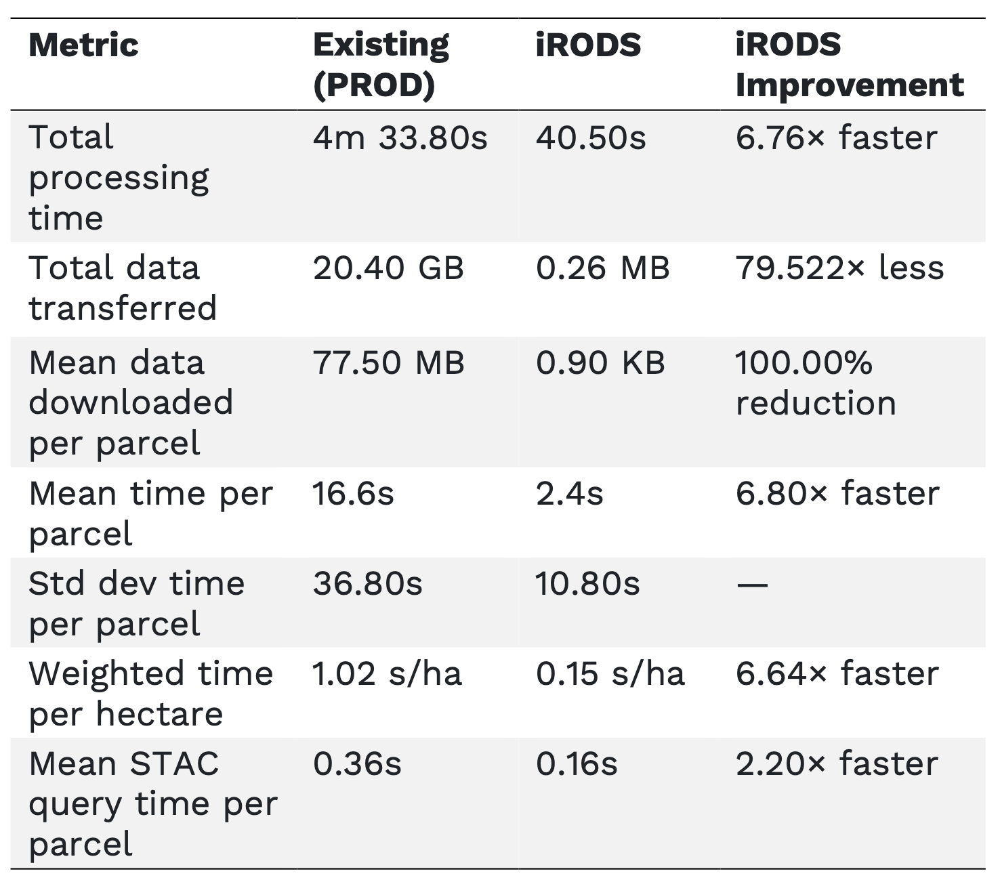 Metric Existing (PROD) iRODS iRODS Improvement
Total processing time 4m 33.80s 40.50s 6.76× faster
Total data transferred 20.40 GB 0.26 MB 79.522× less
Mean data downloaded per parcel 77.50 MB 0.90 KB 100.00% reduction
Mean time per parcel 16.6s 2.4s 6.80× faster
Std dev time per parcel 36.80s 10.80s —
Weighted time per hectare 1.02 s/ha 0.15 s/ha 6.64× faster
Mean STAC query time per parcel 0.36s 0.16s 2.20× faster